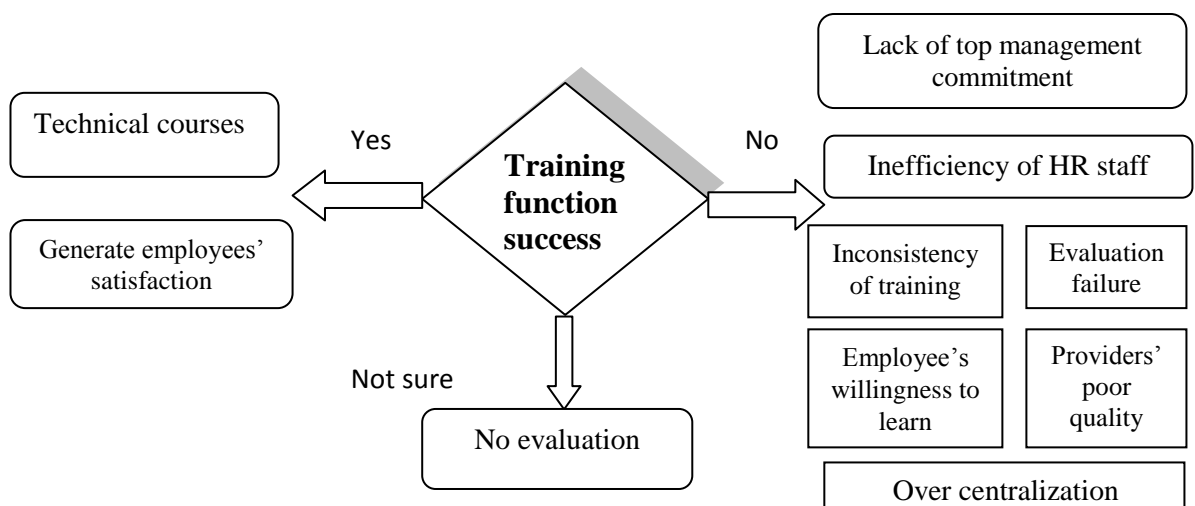 Technical courses
Generate employees’
satisfaction
Yes
Training
function
success
No
Not sure
No evaluation
Lack of top management
commitment
Inefficiency of HR staff
Inconsistency
of training
Evaluation
failure
Employee’s
willingness to
learn
Providers’
poor
quality
Over centralization